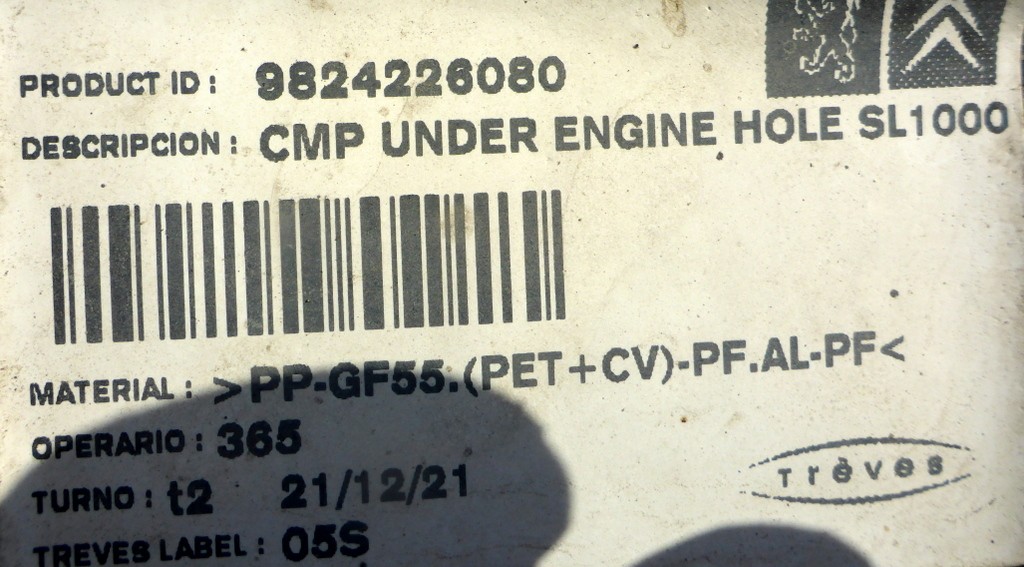 PRODUCT ID: 9824226080
DESCRIPCION: CMP UNDER ENGINE HOLE SL1000
MATERIAL: >PP-GF55.(PET+CV)-PF.AL-PF<
OPERARIO: 365
TURNO: t2 21/12/21
Trèves
TREVES LABEL: 05S